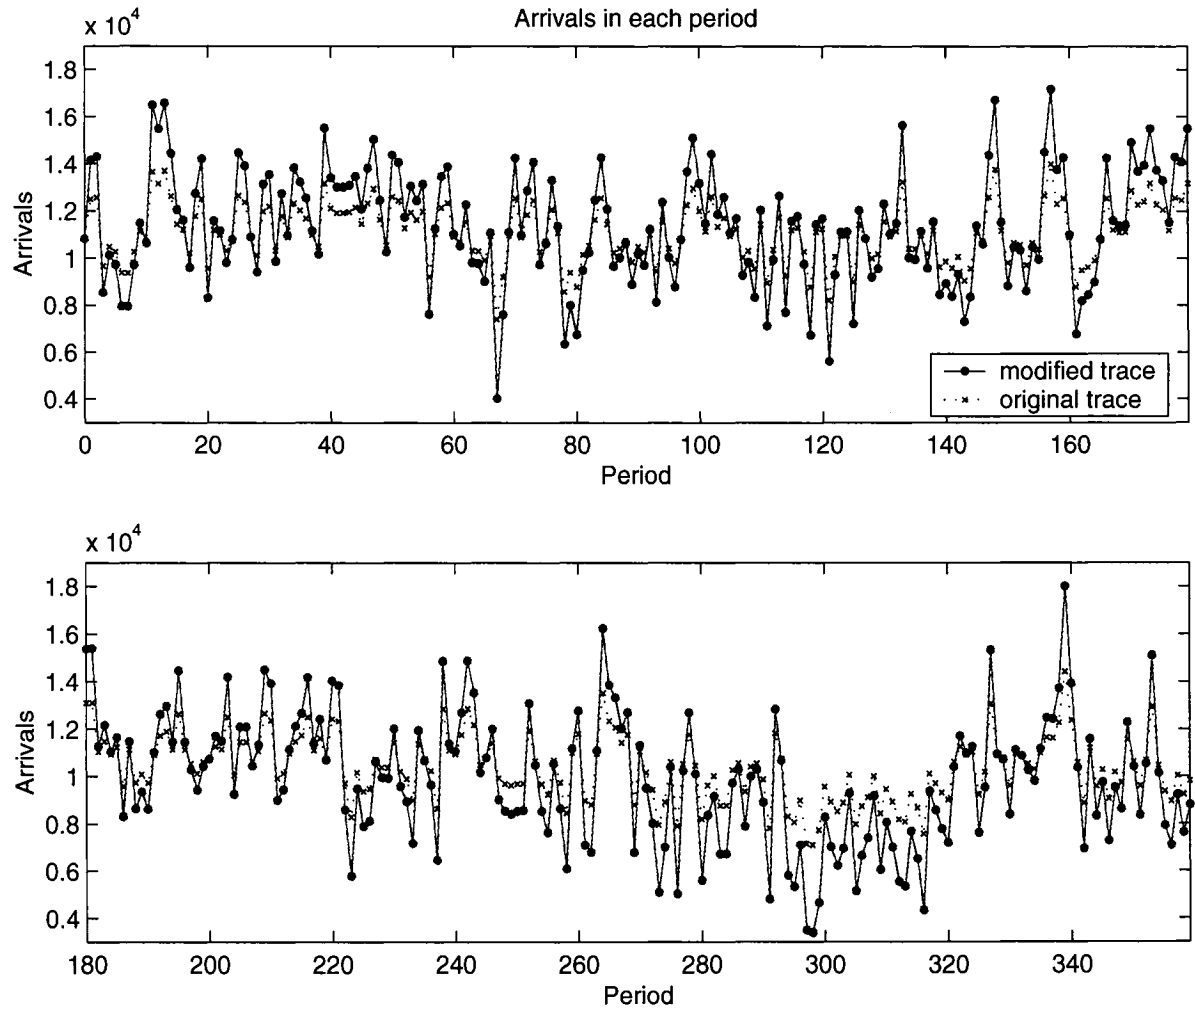 Arrivals in each period
x 10^4
1.8
1.6
1.4
1.2
1
0.8
0.6
0.4
Arrivals
modified trace
original trace
0 20 40 60 80 100 120 140 160
Period
x 10^4
1.8
1.6
1.4
1.2
1
0.8
0.6
0.4
Arrivals
180 200 220 240 260 280 300 320 340
Period